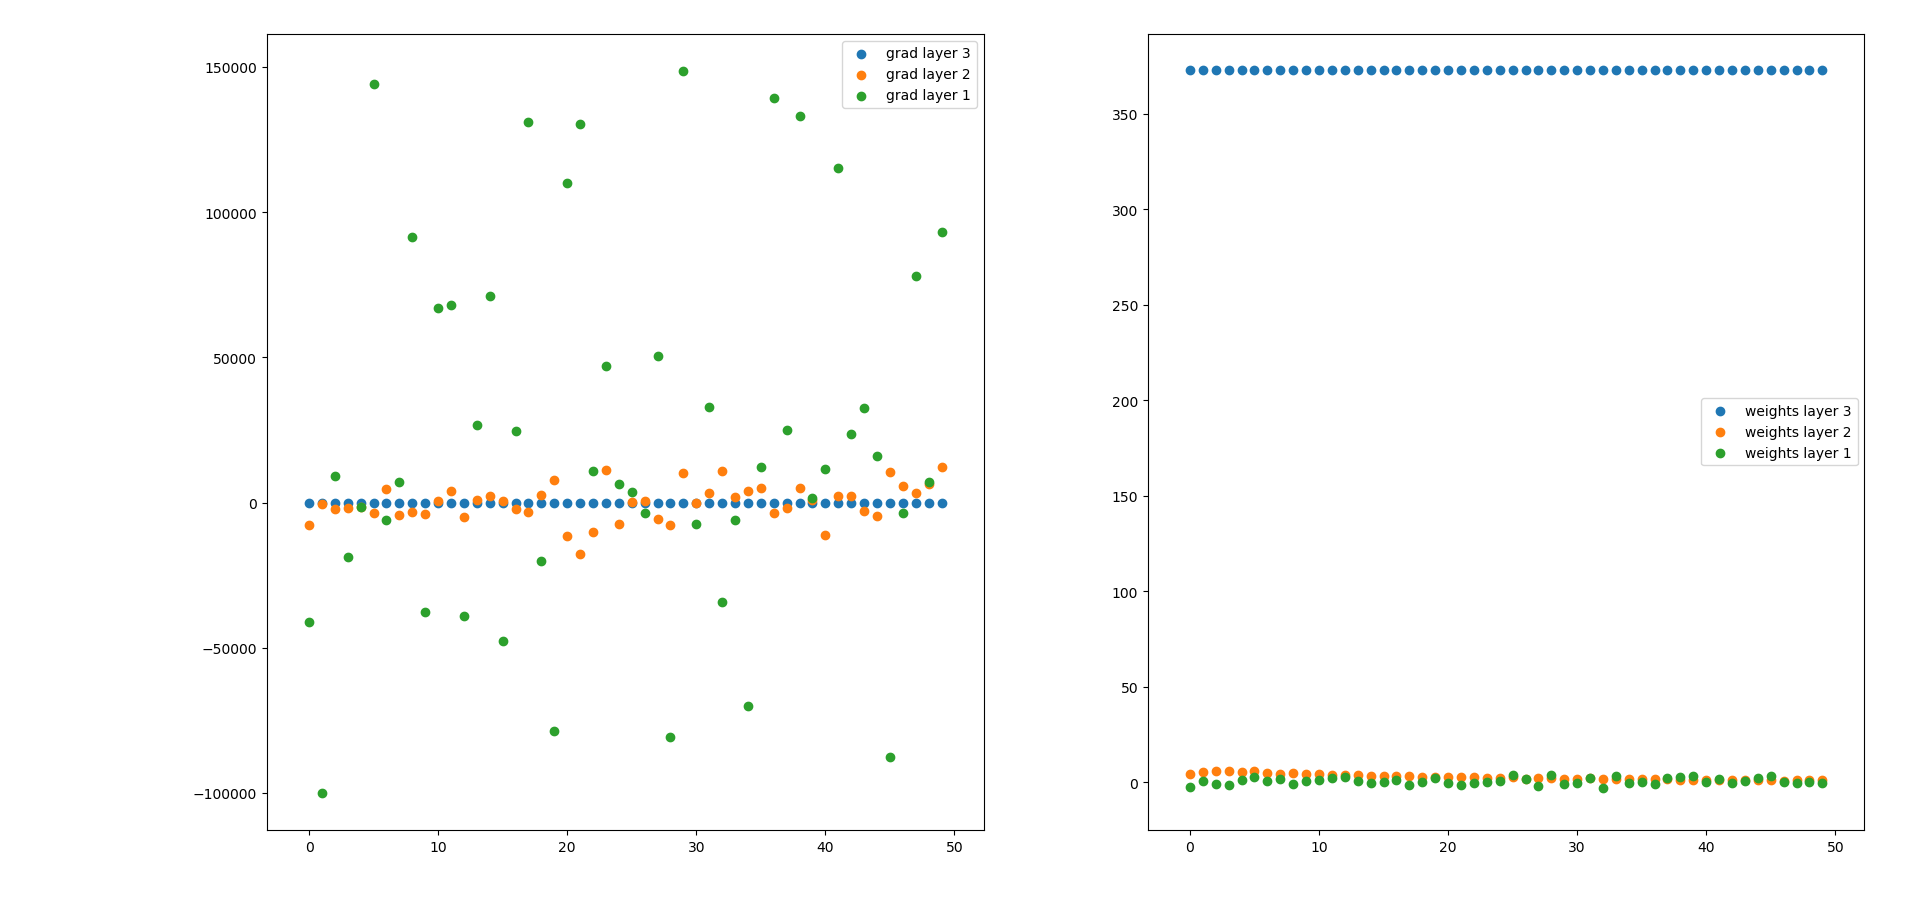 grad layer 3
grad layer 2
grad layer 1
150000
100000
50000
0
−50000
−100000
0 10 20 30 40 50
weights layer 3
weights layer 2
weights layer 1
350
300
250
200
150
100
50
0
0 10 20 30 40 50